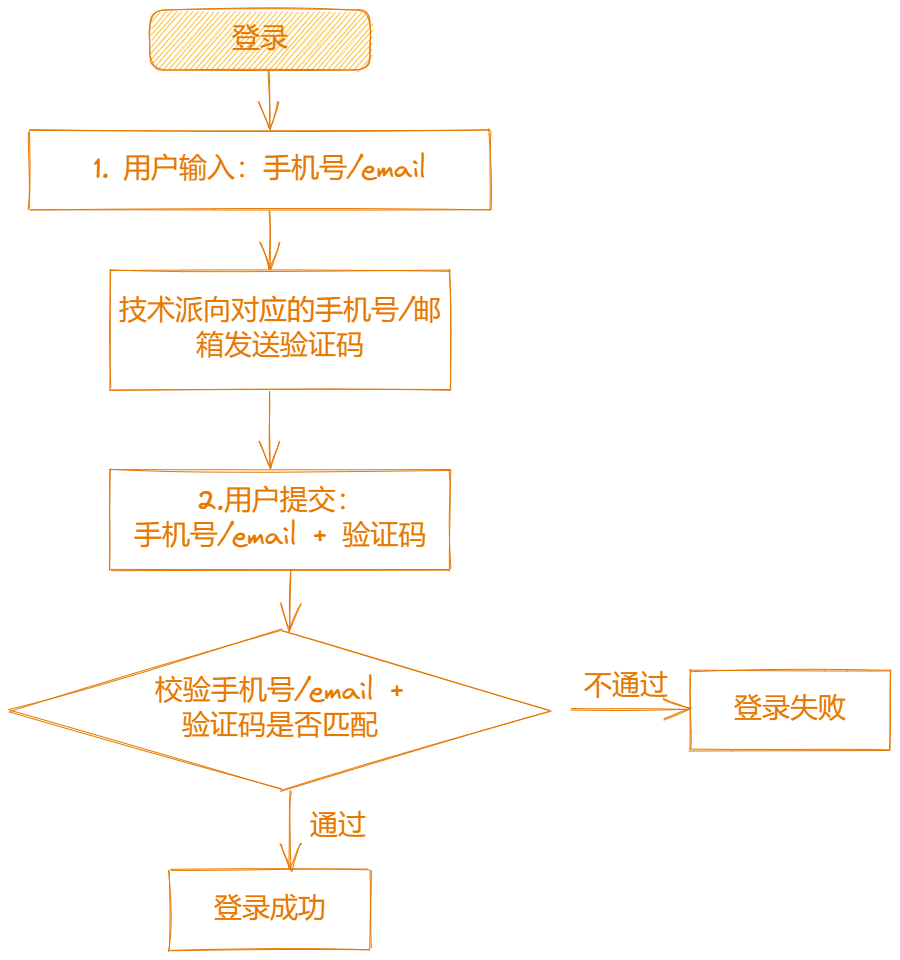 登录
1. 用户输入：手机号/email
技术派向对应的手机号/邮
箱发送验证码
2.用户提交：
手机号/email + 验证码
校验手机号/email +
验证码是否匹配
不通过
登录失败
通过
登录成功